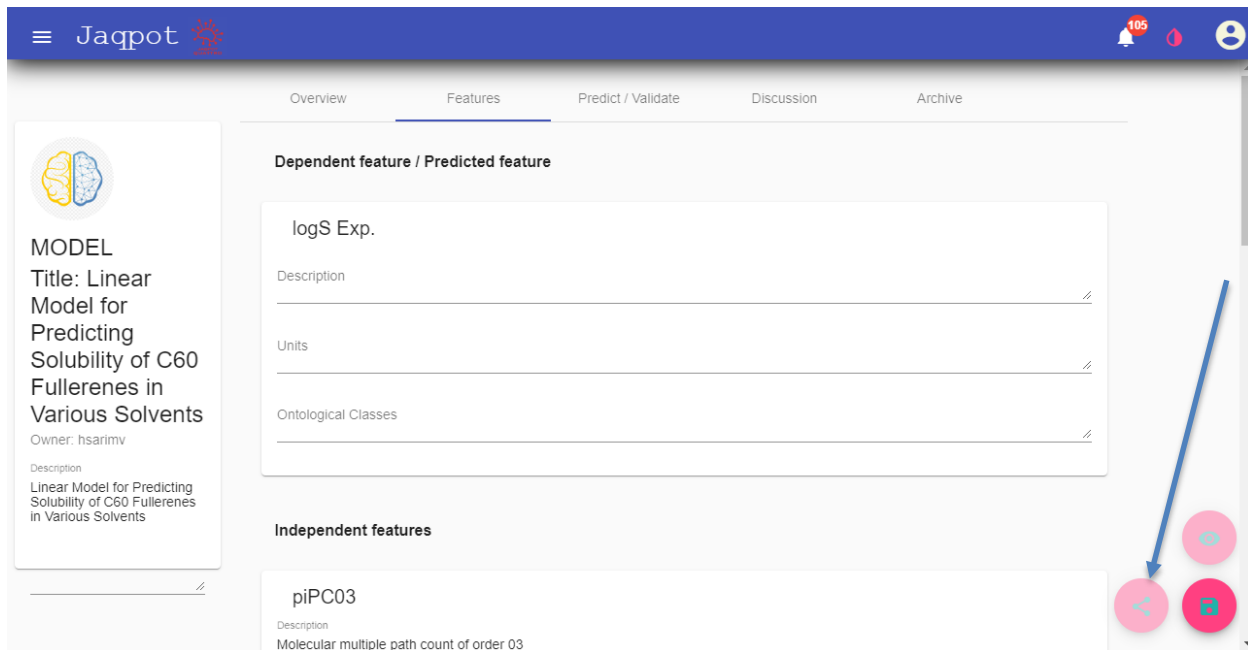 Jaqpot
105
Overview Features Predict / Validate Discussion Archive
MODEL
Title: Linear
Model for
Predicting
Solubility of C60
Fullerenes in
Various Solvents
Owner: hsarimv
Description
Linear Model for Predicting
Solubility of C60 Fullerenes
in Various Solvents
Dependent feature / Predicted feature
logS Exp.
Description
Units
Ontological Classes
Independent features
piPC03
Description
Molecular multiple path count of order 03